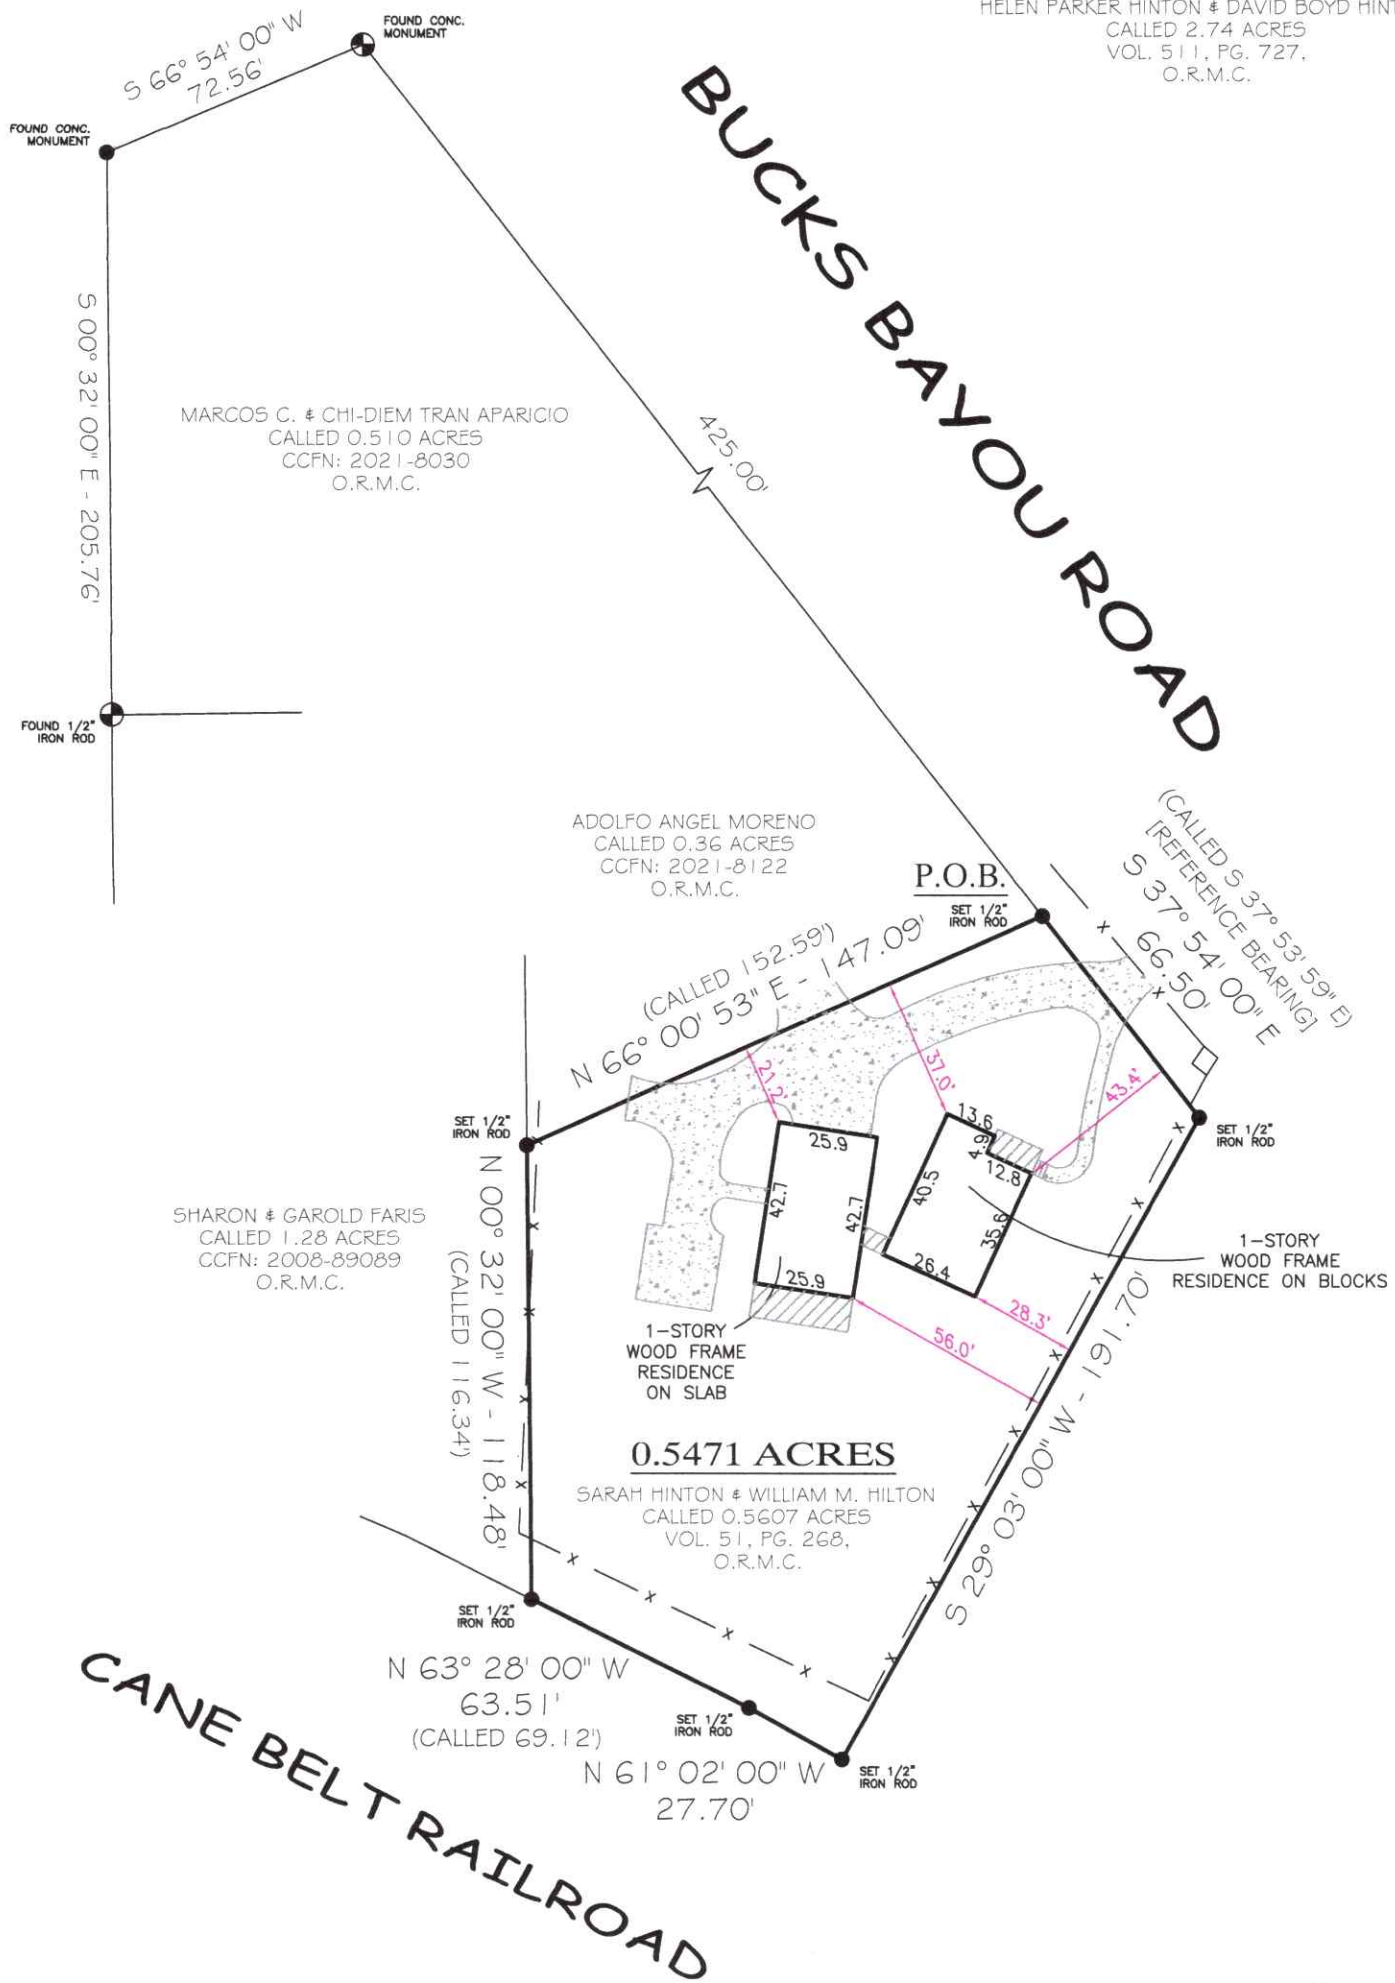 HELEN PARKER HINTON & DAVID BOYD
CALLED 2.74 ACRES
VOL. 511, PG. 727,
O.R.M.C.
S 66° 54' 00" W
72.56'
FOUND CONC.
MONUMENT
FOUND CONC.
MONUMENT
BUCKS BAYOU ROAD
S 00° 32' 00" E - 205.76'
MARCOS C. & CHI-DIEM TRAN APARICIO
CALLED 0.510 ACRES
CCFN: 2021-8030
O.R.M.C.
425.00'
FOUND 1/2"
IRON ROD
ADOLFO ANGEL MORENO
CALLED 0.36 ACRES
CCFN: 2021-8122
O.R.M.C.
P.O.B.
SET 1/2"
IRON ROD
(CALLED S 37° 53' 59" E)
[REFERENCE BEARING]
S 37° 54' 00" E
66.50'
(CALLED 152.59')
N 66° 00' 53" E - 147.09'
21.2'
37.0'
43.4'
SET 1/2"
IRON ROD
SET 1/2"
IRON ROD
13.6
4.9
12.8
25.9
42.7
42.7
40.5
35.6
26.4
25.9
N 00° 32' 00" W - 118.48'
(CALLED 116.34')
SHARON & GAROLD FARIS
CALLED 1.28 ACRES
CCFN: 2008-89089
O.R.M.C.
1-STORY
WOOD FRAME
RESIDENCE ON BLOCKS
28.3'
56.0'
1-STORY
WOOD FRAME
RESIDENCE
ON SLAB
S 29° 03' 00" W - 191.70'
0.5471 ACRES
SARAH HINTON & WILLIAM M. HILTON
CALLED 0.5607 ACRES
VOL. 51, PG. 268,
O.R.M.C.
SET 1/2"
IRON ROD
N 63° 28' 00" W
63.51'
(CALLED 69.12')
SET 1/2"
IRON ROD
N 61° 02' 00" W
27.70'
SET 1/2"
IRON ROD
CANE BELT RAILROAD